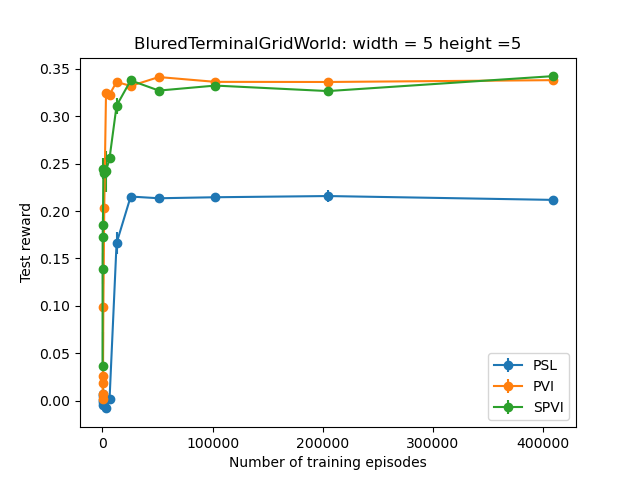 BluredTerminalGridWorld: width = 5 height =5
Test reward
0.35
0.30
0.25
0.20
0.15
0.10
0.05
0.00
PSL
PVI
SPVI
0
100000
200000
300000
400000
Number of training episodes